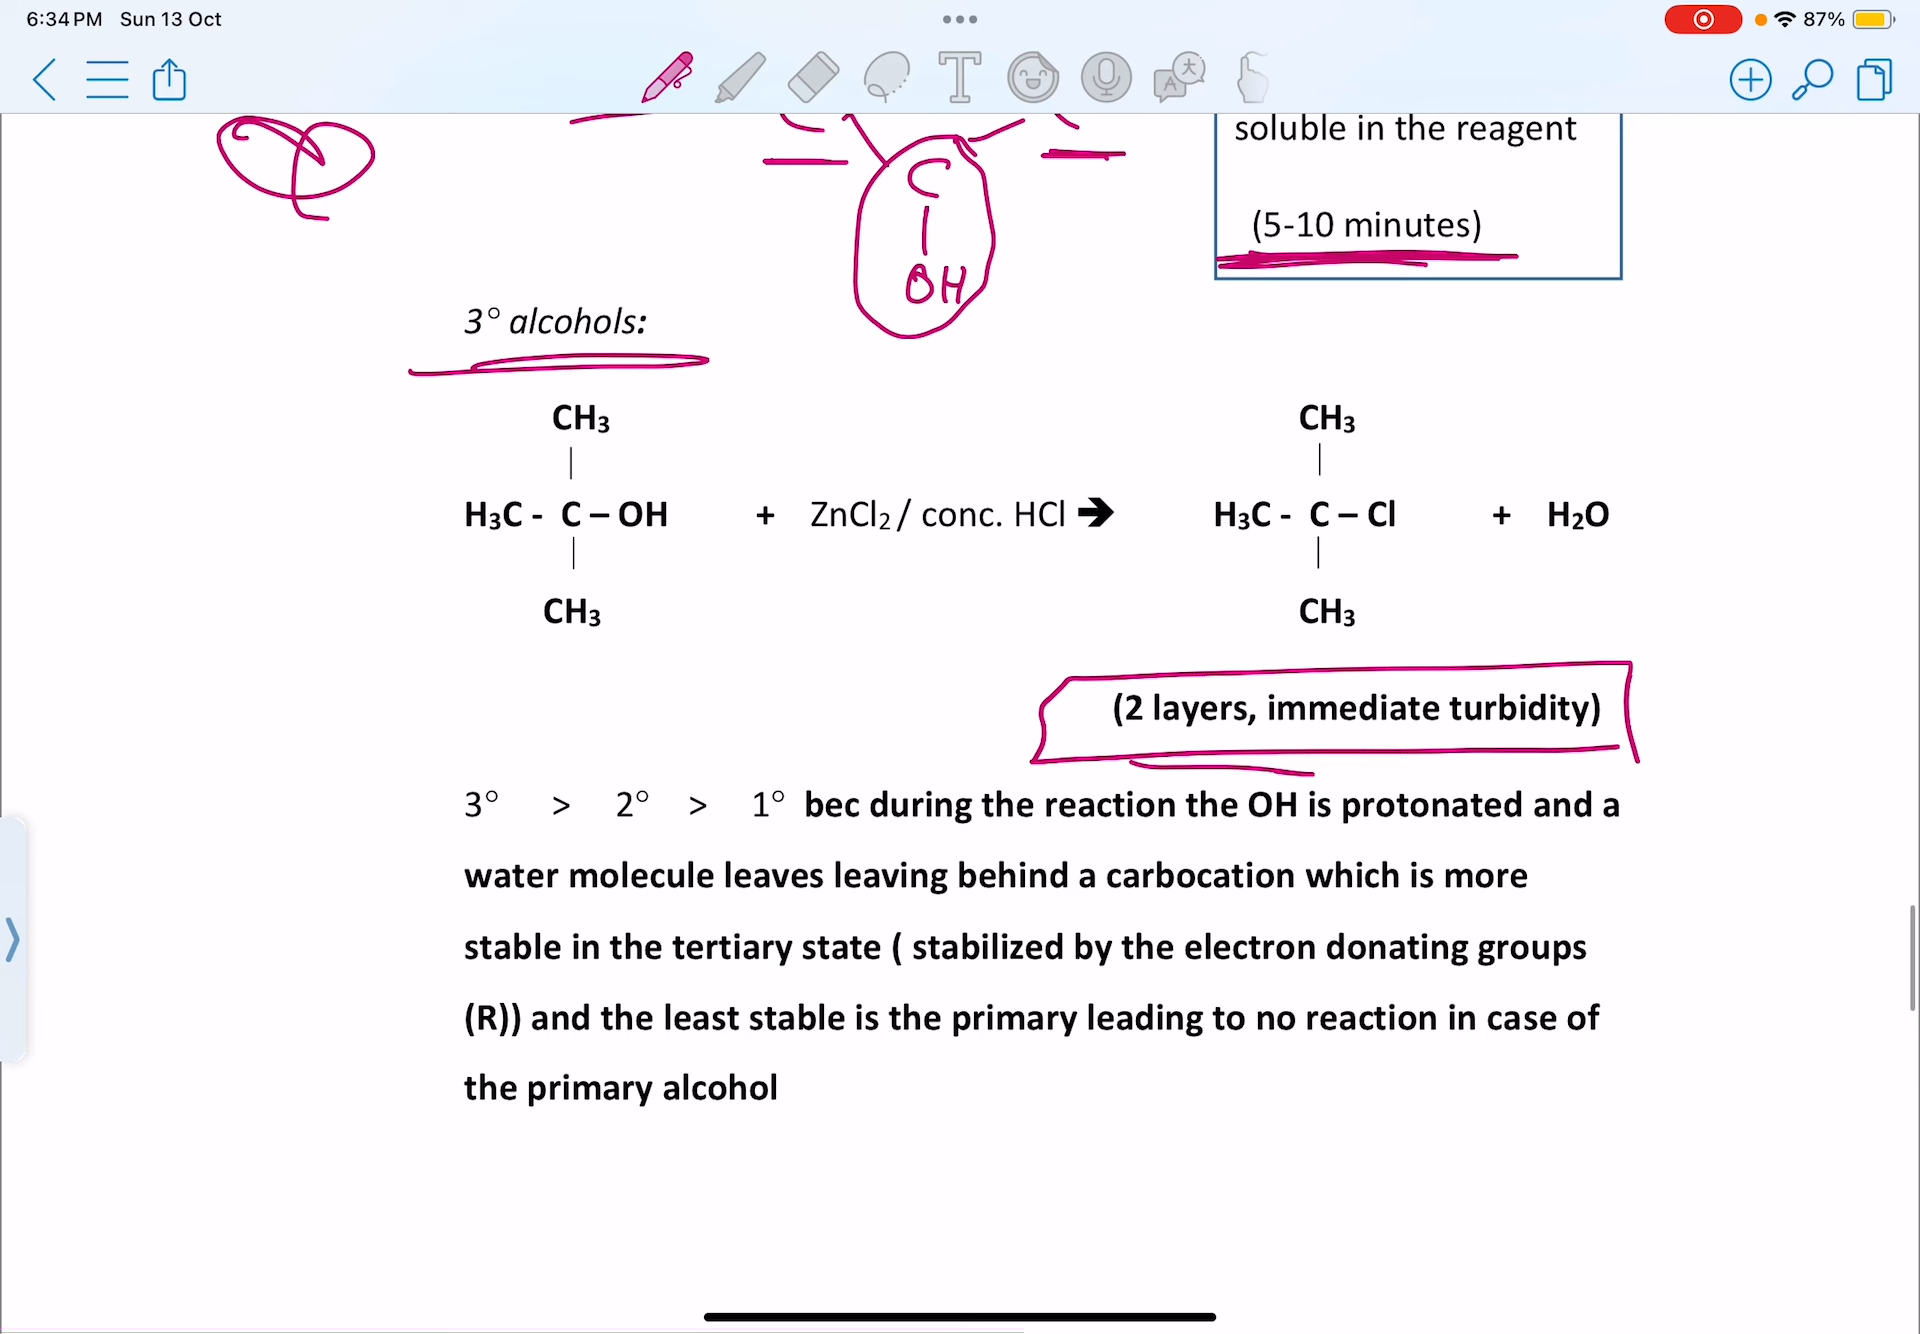 6:34 PM Sun 13 Oct
87%
soluble in the reagent
(5-10 minutes)
C
OH
3° alcohols:
CH₃ CH₃
| |
H₃C - C – OH + ZnCl₂ / conc. HCl → H₃C - C – Cl + H₂O
| |
CH₃ CH₃
(2 layers, immediate turbidity)
3° > 2° > 1° bec during the reaction the OH is protonated and a
water molecule leaves leaving behind a carbocation which is more
stable in the tertiary state ( stabilized by the electron donating groups
(R)) and the least stable is the primary leading to no reaction in case of
the primary alcohol